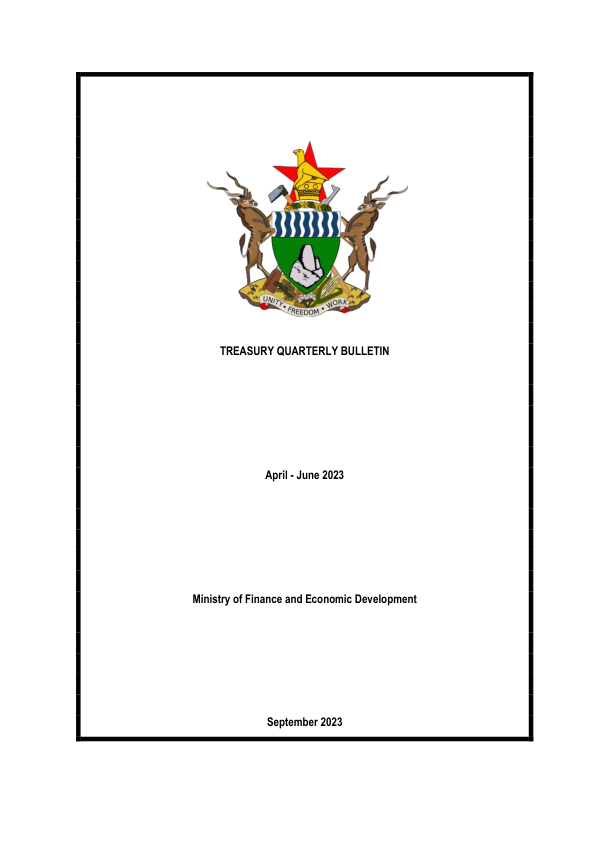 UNITY • FREEDOM • WORK
TREASURY QUARTERLY BULLETIN
April - June 2023
Ministry of Finance and Economic Development
September 2023